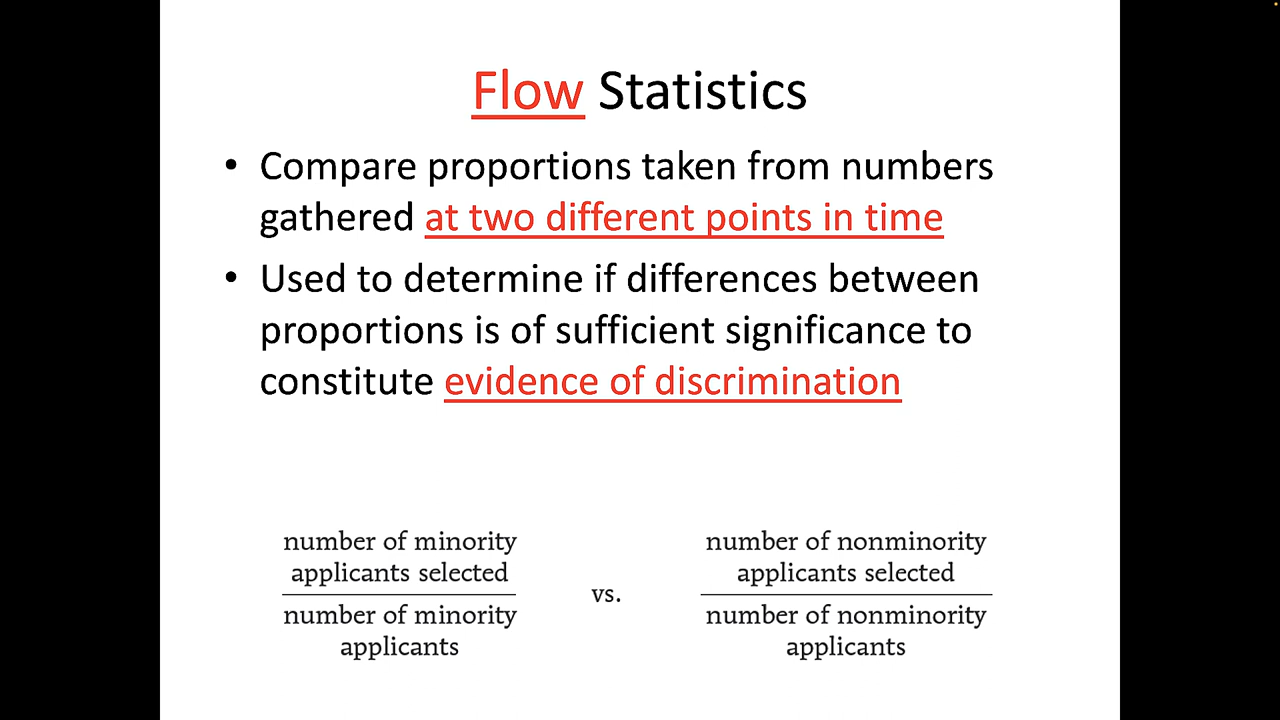 Flow Statistics
• Compare proportions taken from numbers
gathered at two different points in time
• Used to determine if differences between
proportions is of sufficient significance to
constitute evidence of discrimination
number of minority
applicants selected
number of minority
applicants
vs.
number of nonminority
applicants selected
number of nonminority
applicants